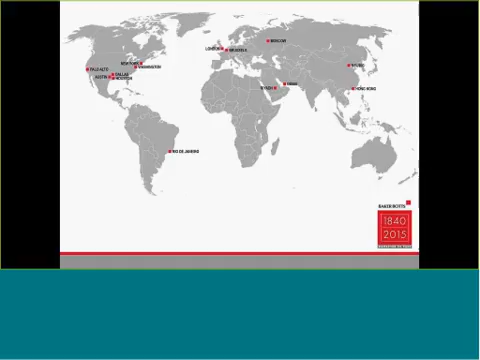 MOSCOW
LONDON
BRUSSELS
NEW YORK
WASHINGTON
PALO ALTO
DALLAS
AUSTIN
HOUSTON
BEIJING
DUBAI
RIYADH
HONG KONG
RIO DE JANEIRO
BAKER BOTTS
1840
2015